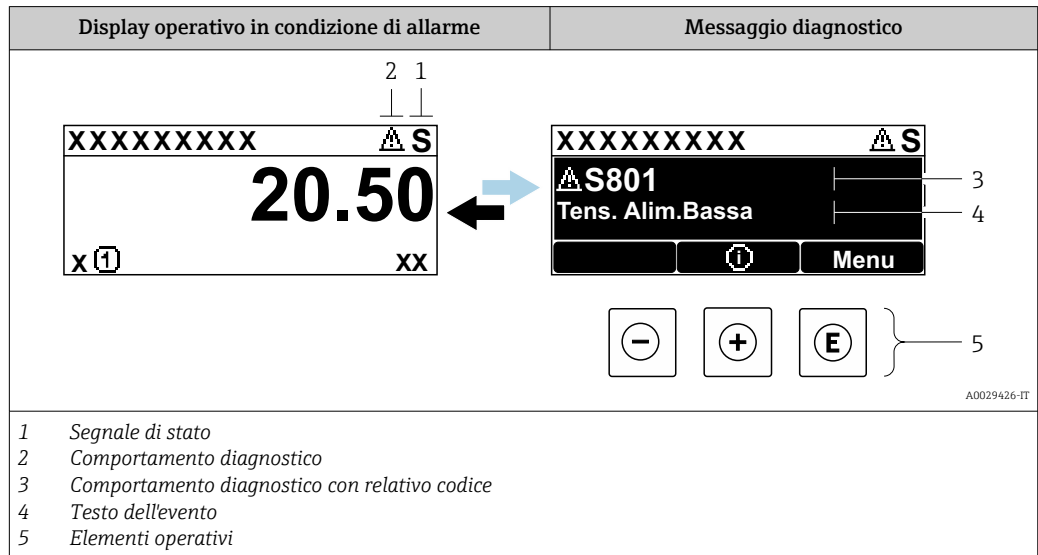 Display operativo in condizione di allarme
Messaggio diagnostico
2 1
XXXXXXXXX S
20.50
x 1 XX
XXXXXXXXX S
S801
Tens. Alim.Bassa
i Menu
3
4
- + E
5
A0029426-IT
1 Segnale di stato
2 Comportamento diagnostico
3 Comportamento diagnostico con relativo codice
4 Testo dell'evento
5 Elementi operativi